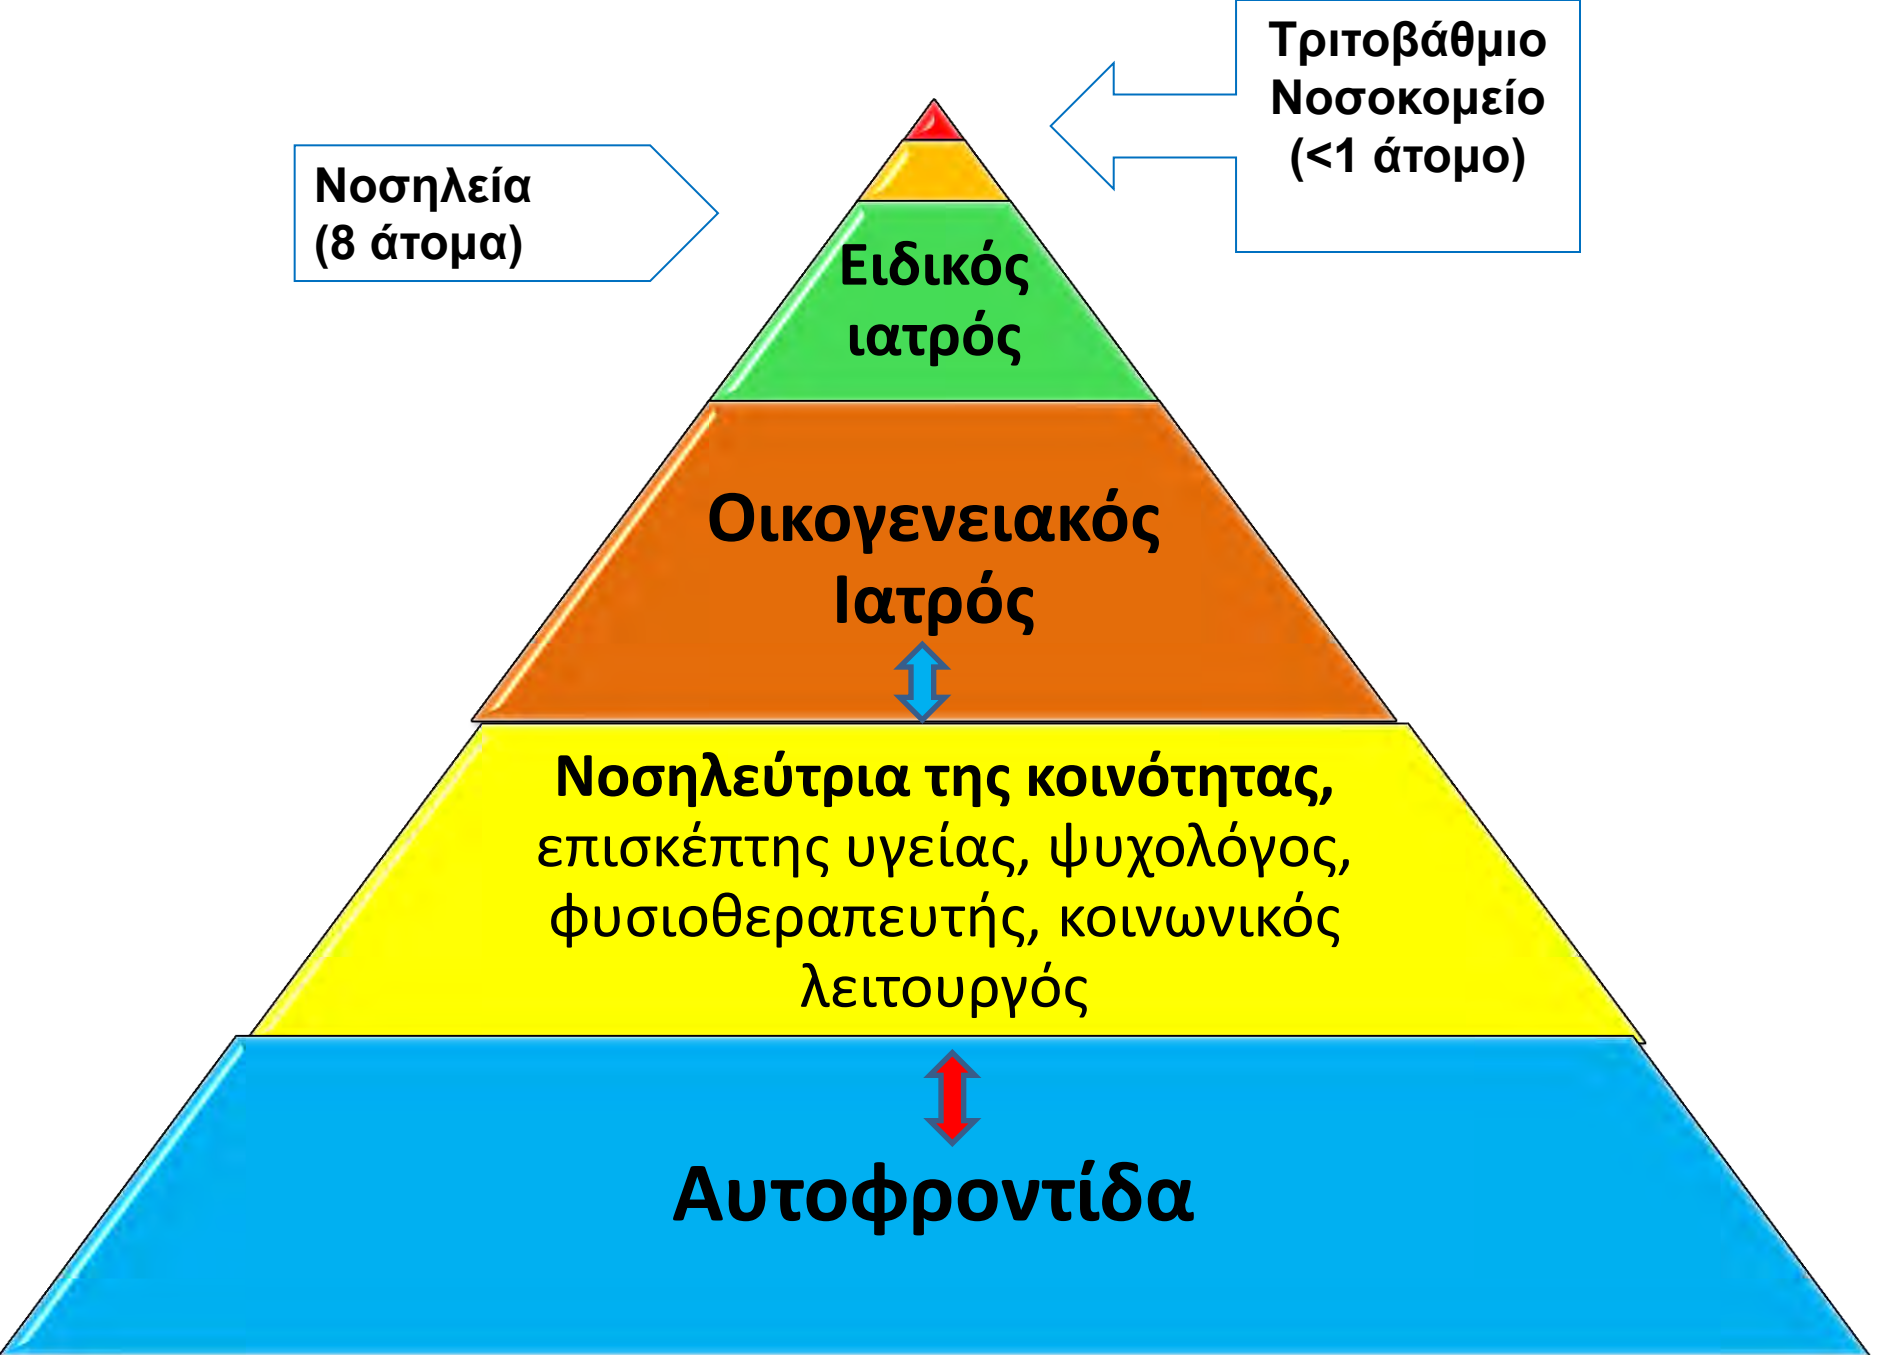 Τριτοβάθμιο
Νοσοκομείο
(<1 άτομο)
Νοσηλεία
(8 άτομα)
Ειδικός
ιατρός
Οικογενειακός
Ιατρός
Νοσηλεύτρια της κοινότητας,
επισκέπτης υγείας, ψυχολόγος,
φυσιοθεραπευτής, κοινωνικός
λειτουργός
Αυτοφροντίδα